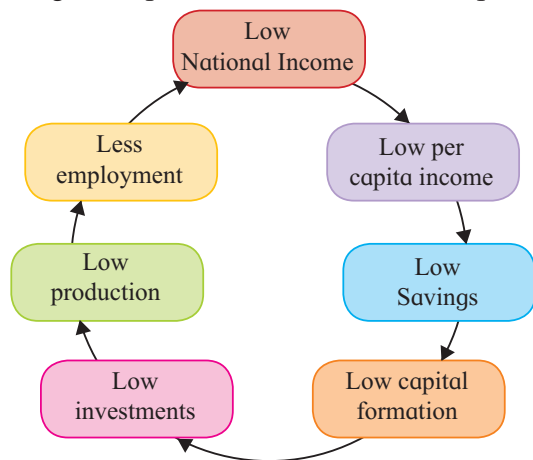 Low
National Income
Low per
capita income
Low
Savings
Low capital
formation
Low
investments
Low
production
Less
employment